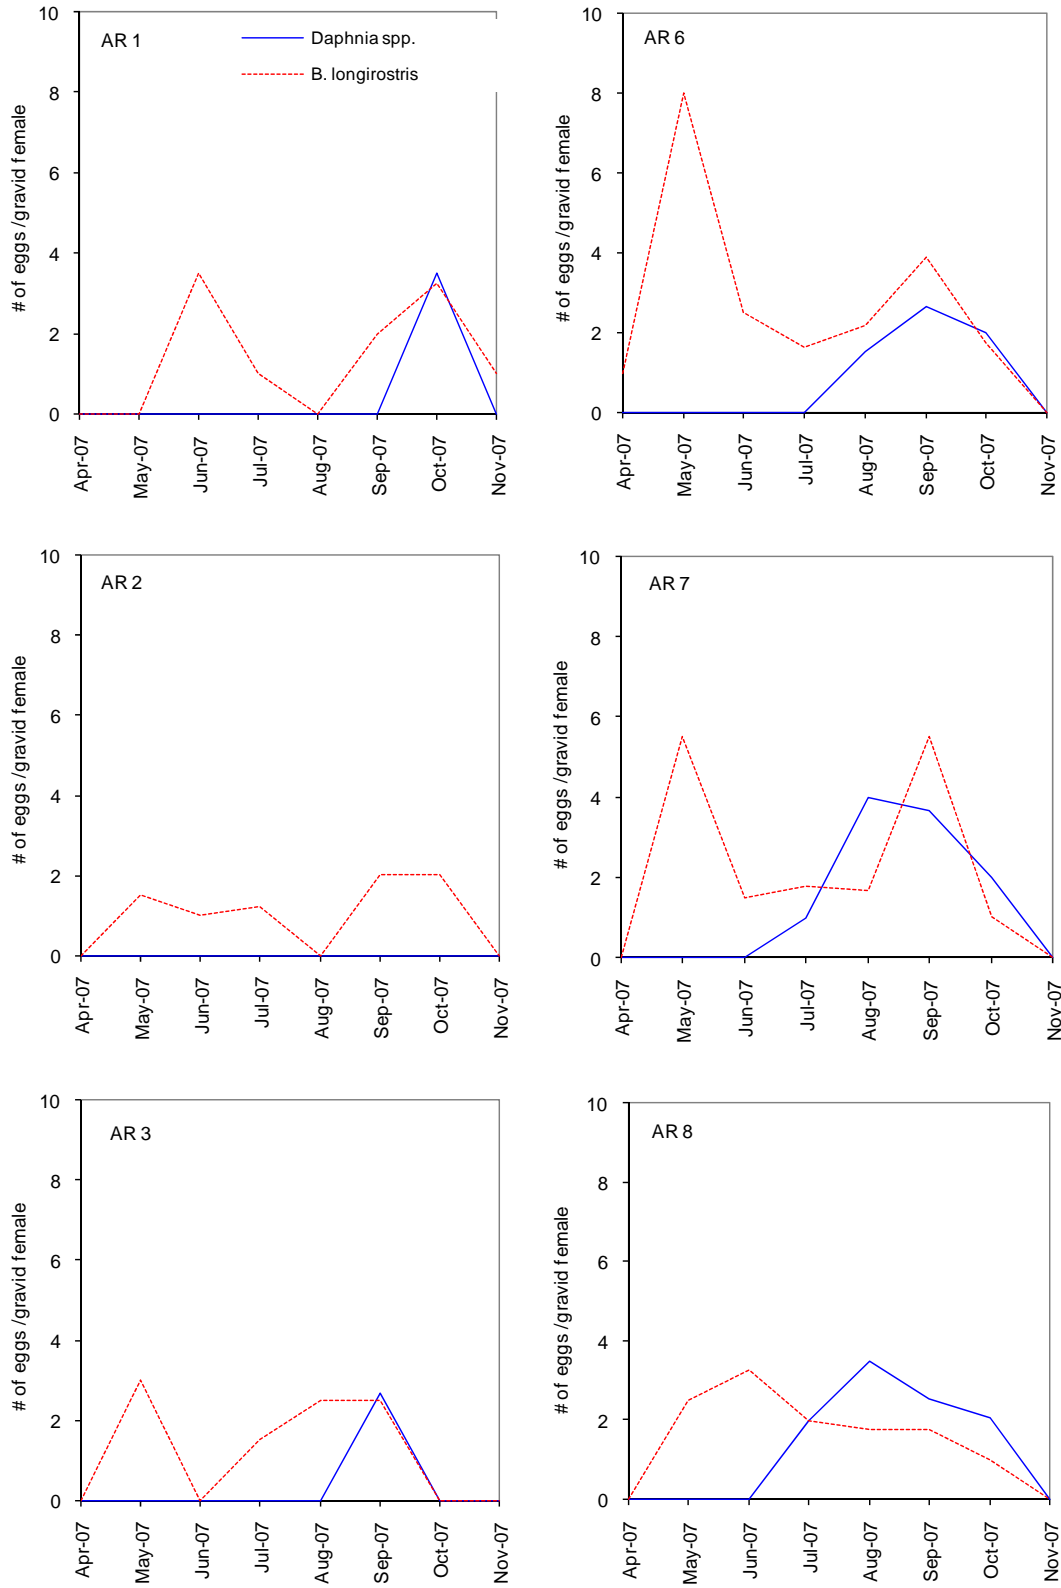 AR 1
Daphnia spp.
B. longirostris
# of eggs /gravid female
10
8
6
4
2
0
Apr-07
May-07
Jun-07
Jul-07
Aug-07
Sep-07
Oct-07
Nov-07
AR 6
# of eggs /gravid female
10
8
6
4
2
0
Apr-07
May-07
Jun-07
Jul-07
Aug-07
Sep-07
Oct-07
Nov-07
AR 2
# of eggs /gravid female
10
8
6
4
2
0
Apr-07
May-07
Jun-07
Jul-07
Aug-07
Sep-07
Oct-07
Nov-07
AR 7
# of eggs /gravid female
10
8
6
4
2
0
Apr-07
May-07
Jun-07
Jul-07
Aug-07
Sep-07
Oct-07
Nov-07
AR 3
# of eggs /gravid female
10
8
6
4
2
0
Apr-07
May-07
Jun-07
Jul-07
Aug-07
Sep-07
Oct-07
Nov-07
AR 8
# of eggs /gravid female
10
8
6
4
2
0
Apr-07
May-07
Jun-07
Jul-07
Aug-07
Sep-07
Oct-07
Nov-07